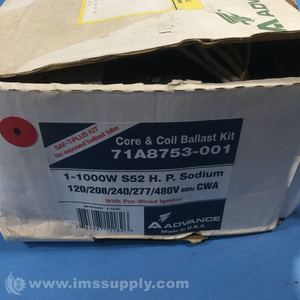 ADVANCE
SAF-T-PLUS KIT
No exposed ballast tabs
Core & Coil Ballast Kit
71A8753-001
1-1000W S52 H. P. Sodium
120/208/240/277/480V 60Hz CWA
With Pre-Wired Ignitor
ADVANCE
Made in U.S.A.
www.imssupply.com